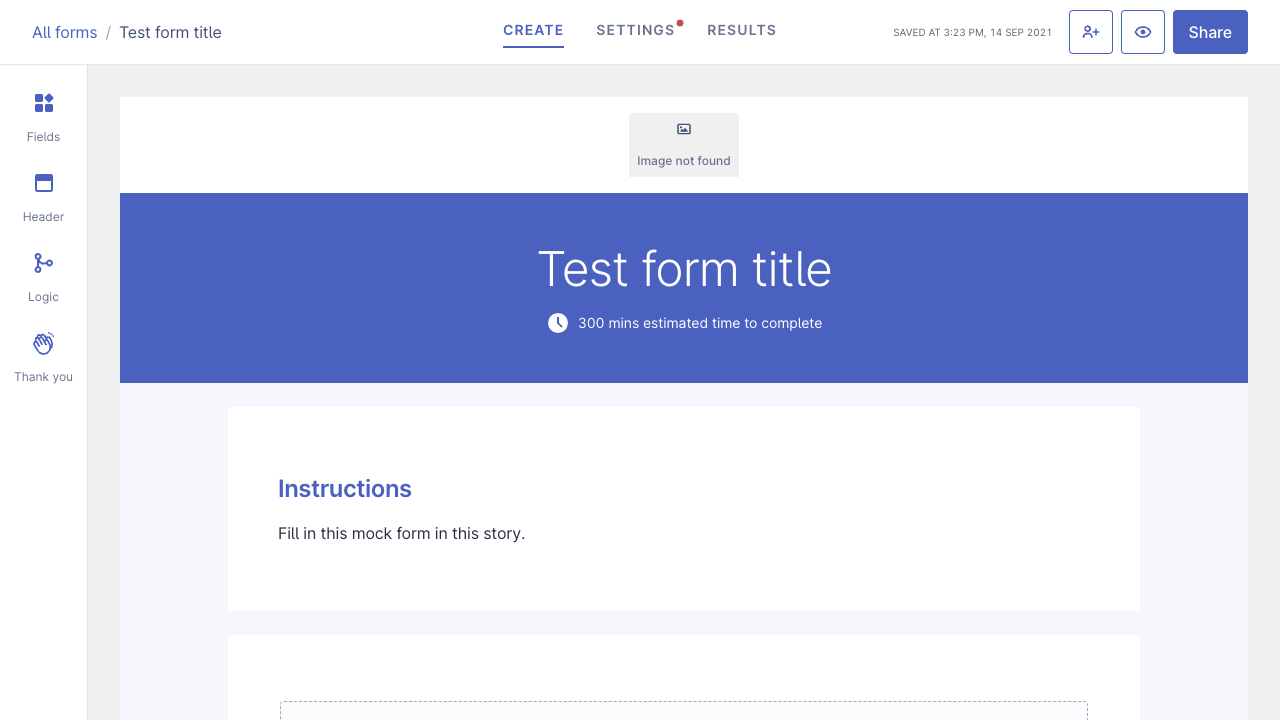 All forms / Test form title
CREATE
SETTINGS
RESULTS
SAVED AT 3:23 PM, 14 SEP 2021
Share
Fields
Header
Logic
Thank you
Image not found
Test form title
300 mins estimated time to complete
Instructions
Fill in this mock form in this story.